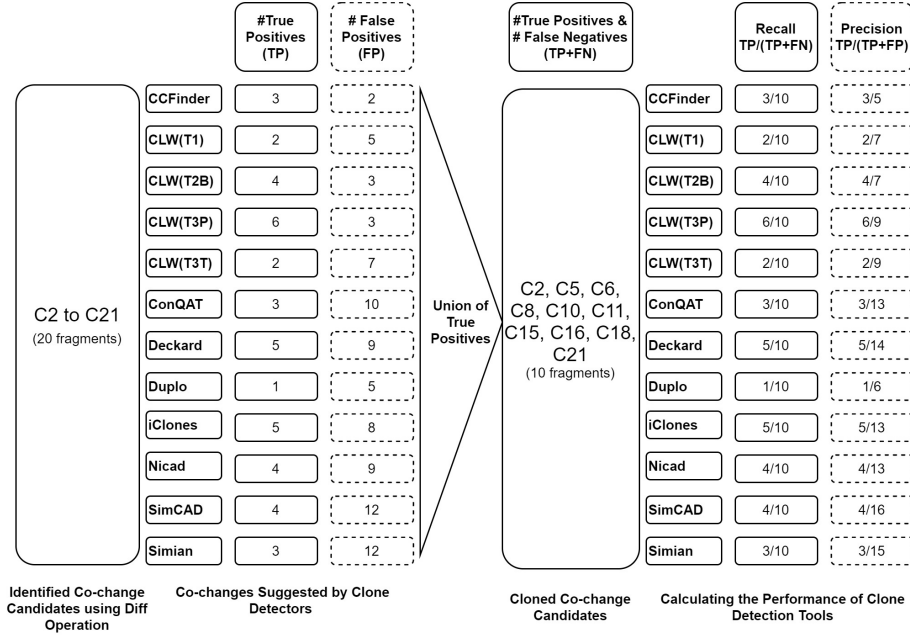 #True
Positives
(TP)
# False
Positives
(FP)
#True Positives &
# False Negatives
(TP+FN)
Recall
TP/(TP+FN)
Precision
TP/(TP+FP)
C2 to C21
(20 fragments)
CCFinder 3 2
CLW(T1) 2 5
CLW(T2B) 4 3
CLW(T3P) 6 3
CLW(T3T) 2 7
ConQAT 3 10
Deckard 5 9
Duplo 1 5
iClones 5 8
Nicad 4 9
SimCAD 4 12
Simian 3 12
Union of
True
Positives
C2, C5, C6,
C8, C10, C11,
C15, C16, C18,
C21
(10 fragments)
CCFinder 3/10 3/5
CLW(T1) 2/10 2/7
CLW(T2B) 4/10 4/7
CLW(T3P) 6/10 6/9
CLW(T3T) 2/10 2/9
ConQAT 3/10 3/13
Deckard 5/10 5/14
Duplo 1/10 1/6
iClones 5/10 5/13
Nicad 4/10 4/13
SimCAD 4/10 4/16
Simian 3/10 3/15
Identified Co-change
Candidates using Diff
Operation
Co-changes Suggested by Clone
Detectors
Cloned Co-change
Candidates
Calculating the Performance of Clone
Detection Tools